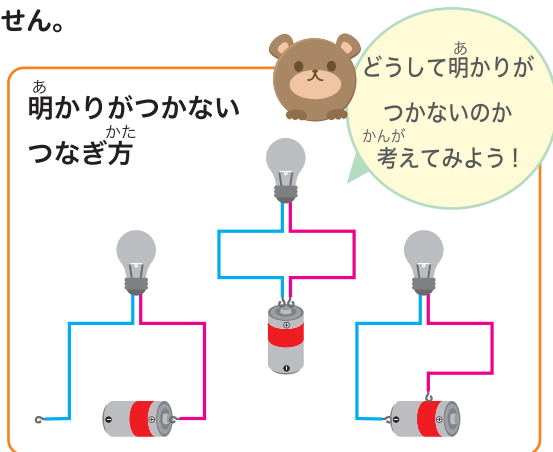 せん。
明かりがつかない
つなぎ方
どうして明かりが
つかないのか
考えてみよう！
あ
かた
あ
かんが
+
-
-
+
-
+